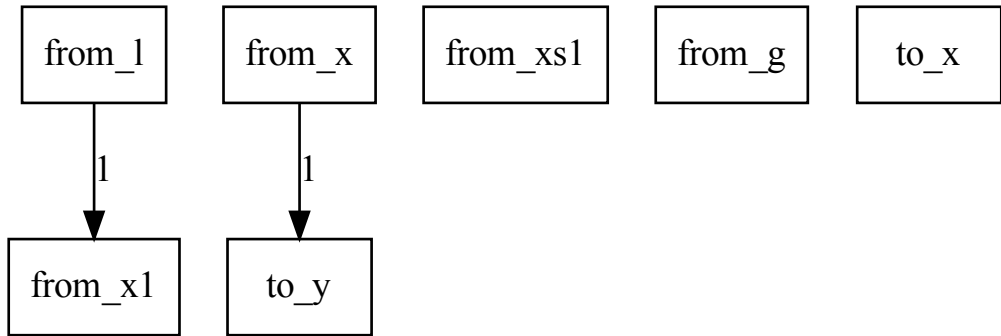 from_l
from_x
from_xs1
from_g
to_x
1
1
from_x1
to_y